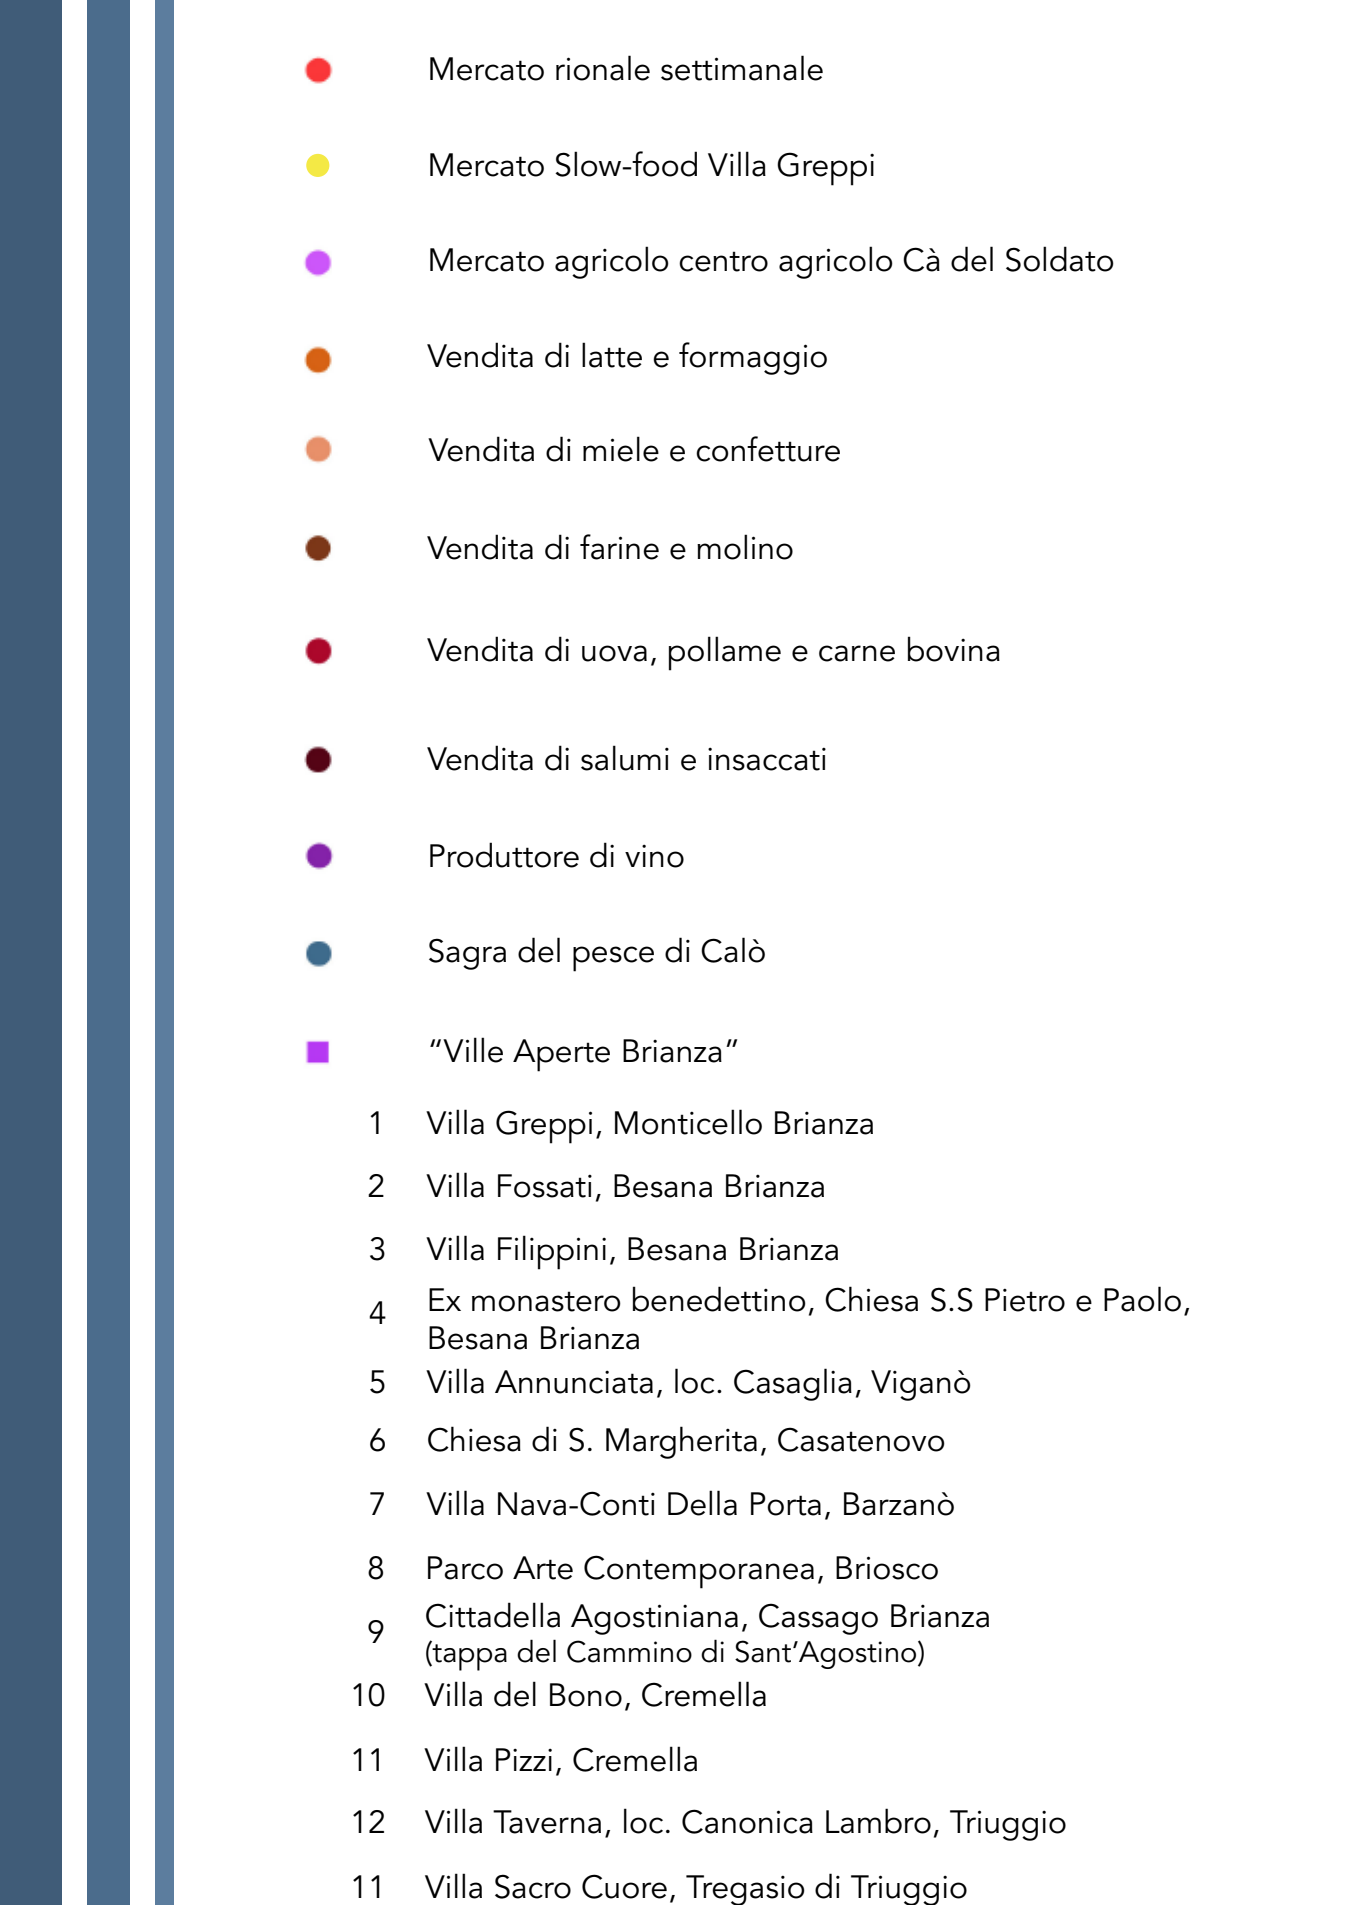 Mercato rionale settimanale
Mercato Slow-food Villa Greppi
Mercato agricolo centro agricolo Cà del Soldato
Vendita di latte e formaggio
Vendita di miele e confetture
Vendita di farine e molino
Vendita di uova, pollame e carne bovina
Vendita di salumi e insaccati
Produttore di vino
Sagra del pesce di Calò
“Ville Aperte Brianza”
1 Villa Greppi, Monticello Brianza
2 Villa Fossati, Besana Brianza
3 Villa Filippini, Besana Brianza
4 Ex monastero benedettino, Chiesa S.S Pietro e Paolo,
Besana Brianza
5 Villa Annunciata, loc. Casaglia, Viganò
6 Chiesa di S. Margherita, Casatenovo
7 Villa Nava-Conti Della Porta, Barzanò
8 Parco Arte Contemporanea, Briosco
9 Cittadella Agostiniana, Cassago Brianza
(tappa del Cammino di Sant’Agostino)
10 Villa del Bono, Cremella
11 Villa Pizzi, Cremella
12 Villa Taverna, loc. Canonica Lambro, Triuggio
11 Villa Sacro Cuore, Tregasio di Triuggio